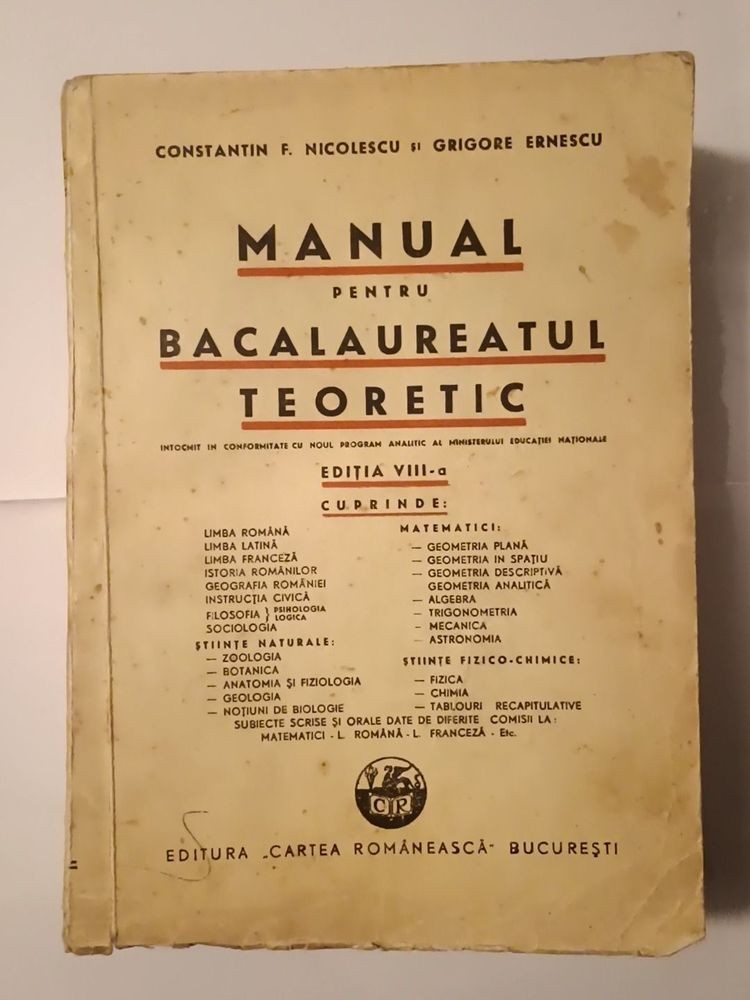 CONSTANTIN F. NICOLESCU ȘI GRIGORE ERNESCU
MANUAL
PENTRU
BACALAUREATUL
TEORETIC
INTOCMIT IN CONFORMITATE CU NOUL PROGRAM ANALITIC AL MINISTERULUI EDUCAȚIEI NAȚIONALE
EDIȚIA VIII-a
CUPRINDE:
LIMBA ROMÂNĂ
LIMBA LATINĂ
LIMBA FRANCEZĂ
ISTORIA ROMÂNILOR
GEOGRAFIA ROMÂNIEI
INSTRUCȚIA CIVICĂ
FILOSOFIA } PSIHOLOGIA
LOGICA
SOCIOLOGIA
ȘTIINȚE NATURALE:
— ZOOLOGIA
— BOTANICA
— ANATOMIA ȘI FIZIOLOGIA
— GEOLOGIA
— NOȚIUNI DE BIOLOGIE
MATEMATICI:
— GEOMETRIA PLANĂ
— GEOMETRIA IN SPAȚIU
— GEOMETRIA DESCRIPTIVĂ
GEOMETRIA ANALITICĂ
— ALGEBRA
— TRIGONOMETRIA
— MECANICA
— ASTRONOMIA
ȘTIINȚE FIZICO-CHIMICE:
— FIZICA
— CHIMIA
— TABLOURI RECAPITULATIVE
SUBIECTE SCRISE ȘI ORALE DATE DE DIFERITE COMISII LA:
MATEMATICI - L. ROMÂNĂ - L. FRANCEZĂ - Etc.
C R
EDITURA „CARTEA ROMÂNEASCĂ" BUCUREȘTI